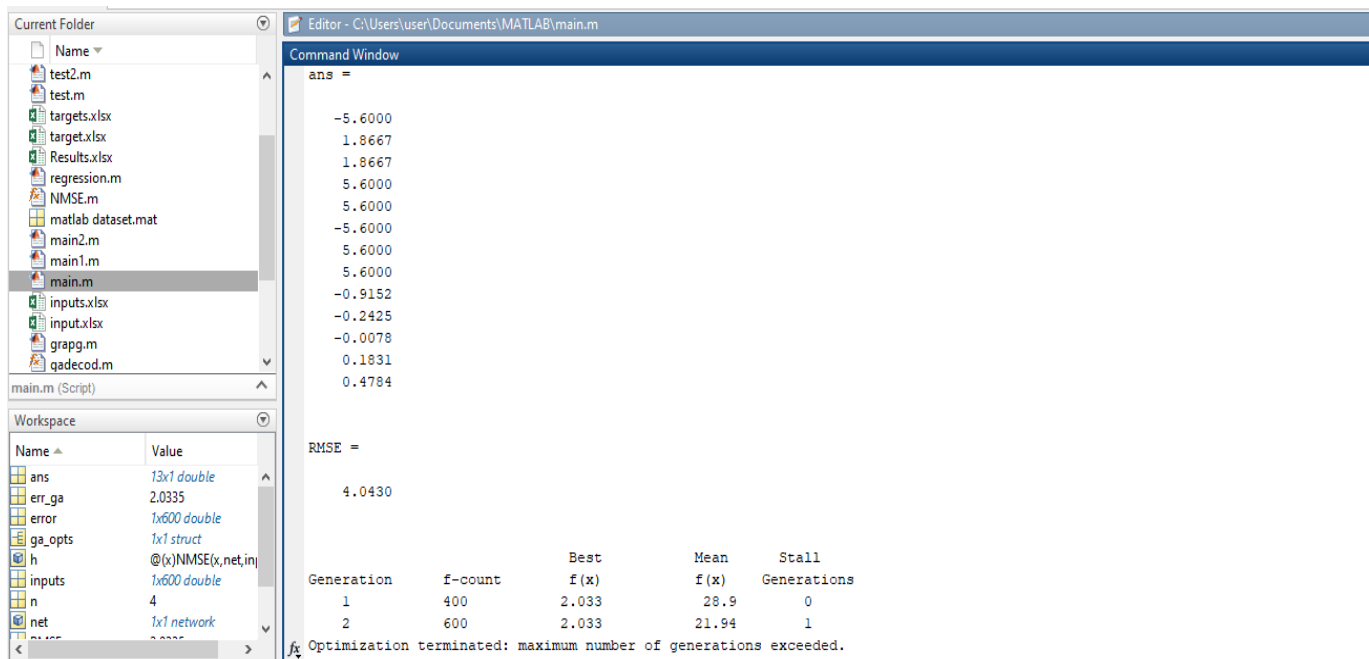 Current Folder
Name
test2.m
test.m
targets.xlsx
target.xlsx
Results.xlsx
regression.m
NMSE.m
matlab dataset.mat
main2.m
main1.m
main.m
inputs.xlsx
input.xlsx
grapg.m
gadecod.m
main.m (Script)
Workspace
Name Value
ans 13x1 double
err_ga 2.0335
error 1x600 double
ga_opts 1x1 struct
h @(x)NMSE(x,net,inp
inputs 1x600 double
n 4
net 1x1 network
Editor - C:\Users\user\Documents\MATLAB\main.m
Command Window
ans =
-5.6000
1.8667
1.8667
5.6000
5.6000
-5.6000
5.6000
5.6000
-0.9152
-0.2425
-0.0078
0.1831
0.4784
RMSE =
4.0430
Best Mean Stall
Generation f-count f(x) f(x) Generations
1 400 2.033 28.9 0
2 600 2.033 21.94 1
fx Optimization terminated: maximum number of generations exceeded.